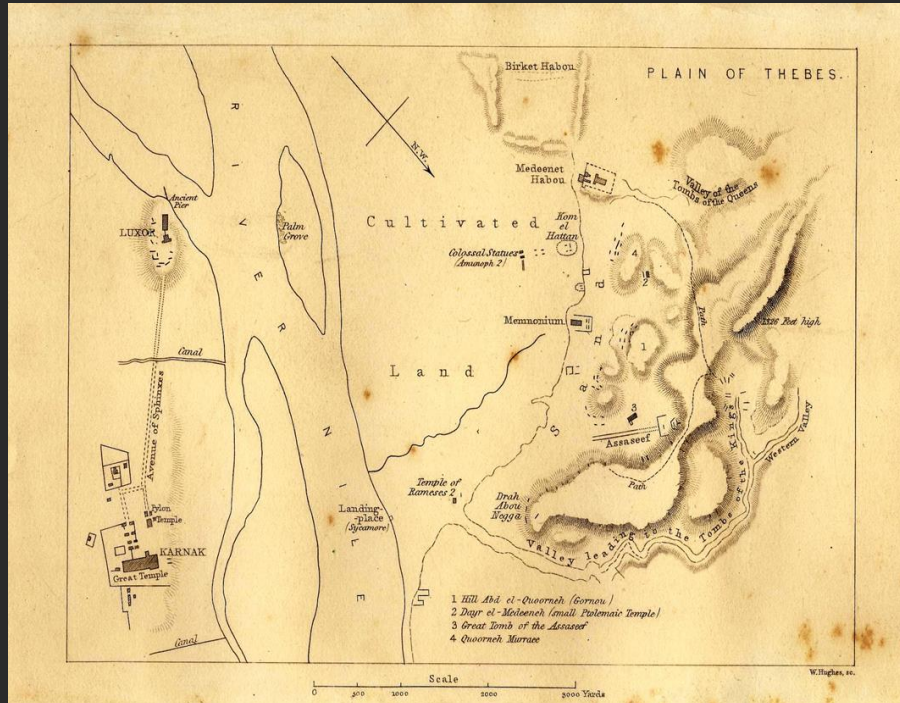 PLAIN OF THEBES.
Birket Habou
N.W.
Medeenet
Habou
Valley of the
Tombs of the Queens
RIVER NILE
Ancient
Pier
LUXOR
Palm
Grove
Cultivated
Land
Kom
el
Hattan
Colossal Statues
(Amunoph 2)
4
2
Sand
Memnonium
1
Path
1226 Feet high
Canal
Avenue of Sphinxes
3
Assaseef
Path
Western Valley
Valley leading to the Tombs of the Kings
Temple of
Rameses 2
Drah
Abou
Negga
Landing-
-place
(Sycamore)
Pylon
Temple
KARNAK
Great Temple
Canal
1 Hill Abd el-Quoorneh (Gornou)
2 Dayr el-Medeeneh (small Ptolemaic Temple)
3 Great Tomb of the Assaseef
4 Quoorneh Murraee
W. Hughes, sc.
Scale
0 500 1000 2000 3000 Yards